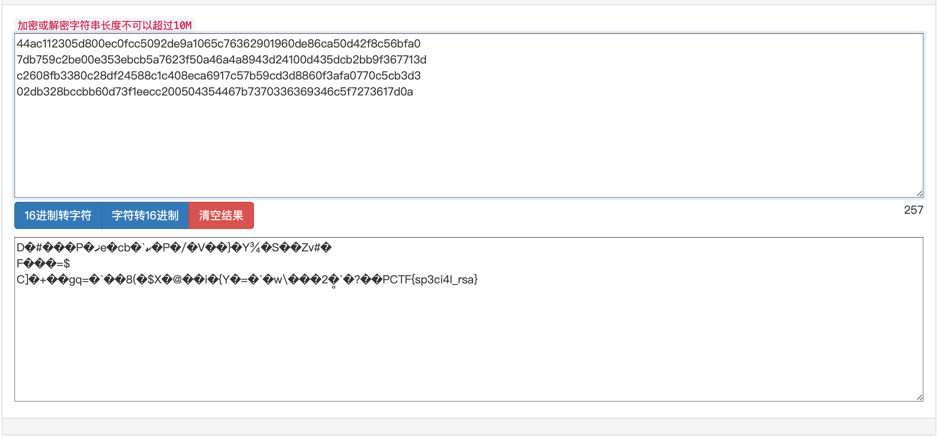 加密或解密字符串长度不可以超过10M
44ac112305d800ec0fcc5092de9a1065c76362901960de86ca50d42f8c56bfa0
7db759c2be00e353ebcb5a7623f50a46a4a8943d24100d435dcb2bb9f367713d
c2608fb3380c28df24588c1c408eca6917c57b59cd3d8860f3afa0770c5cb3d3
02db328bccbb60d73f1eecc200504354467b7370336369346c5f7273617d0a
16进制转字符 字符转16进制 清空结果 257
D�#���P�ޚe�cb�`ކ�P�/�V��}�Y¾�S��Zv#�
F���=$
C]�+��gq=�`��8(�$X�@��i�{Y�=�`�w\���2�̻`�?��PCTF{sp3ci4l_rsa}